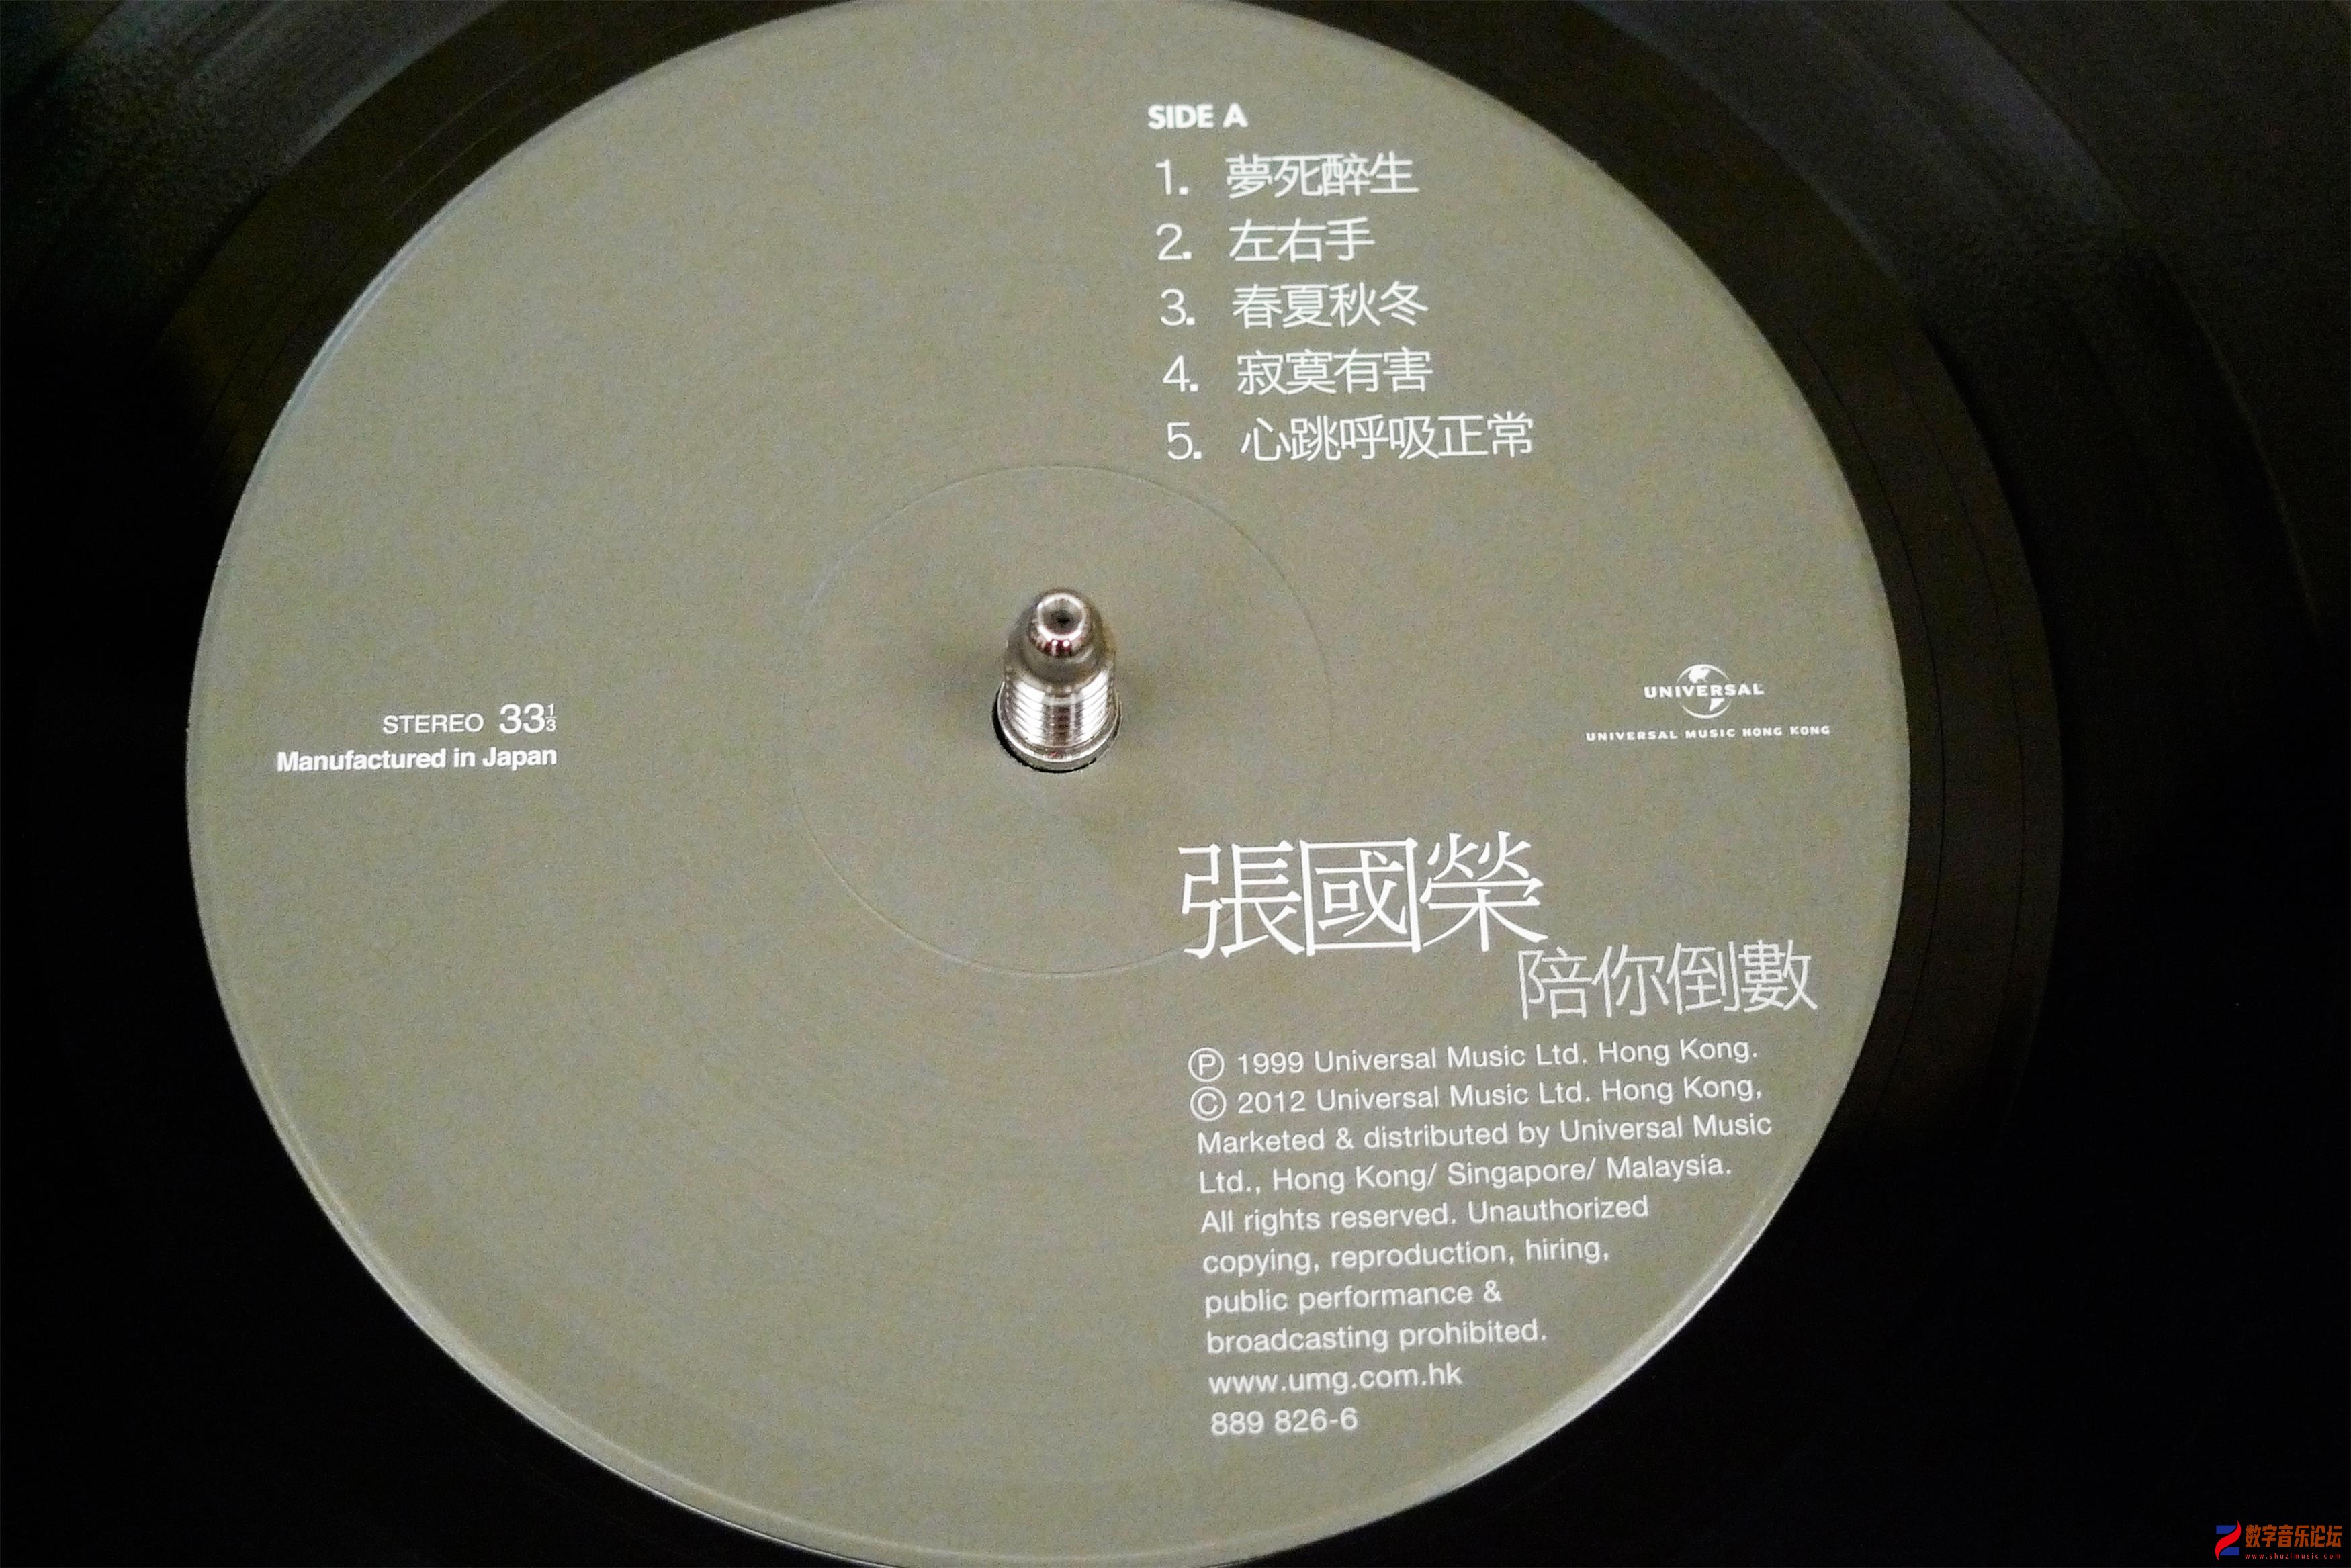 SIDE A
1. 夢死醉生
2. 左右手
3. 春夏秋冬
4. 寂寞有害
5. 心跳呼吸正常
STEREO 33⅓
Manufactured in Japan
UNIVERSAL
UNIVERSAL MUSIC HONG KONG
張國榮
陪你倒數
Ⓟ 1999 Universal Music Ltd. Hong Kong.
© 2012 Universal Music Ltd. Hong Kong,
Marketed & distributed by Universal Music
Ltd., Hong Kong/ Singapore/ Malaysia.
All rights reserved. Unauthorized
copying, reproduction, hiring,
public performance &
broadcasting prohibited.
www.umg.com.hk
889 826-6
数字音乐论坛
www.shuzimusic.com